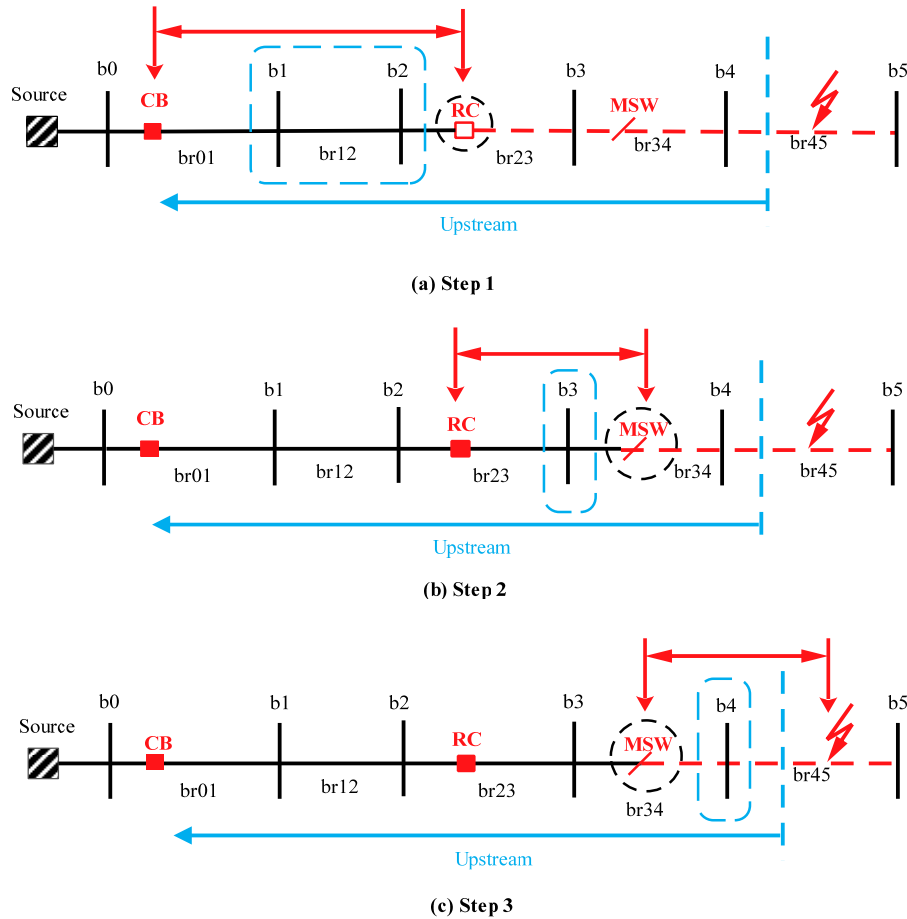 b0 b1 b2 b3 b4 b5
Source CB RC MSW
br01 br12 br23 br34 br45
Upstream
(a) Step 1
b0 b1 b2 b3 b4 b5
Source CB RC MSW
br01 br12 br23 br34 br45
Upstream
(b) Step 2
b0 b1 b2 b3 b4 b5
Source CB RC MSW
br01 br12 br23 br34 br45
Upstream
(c) Step 3